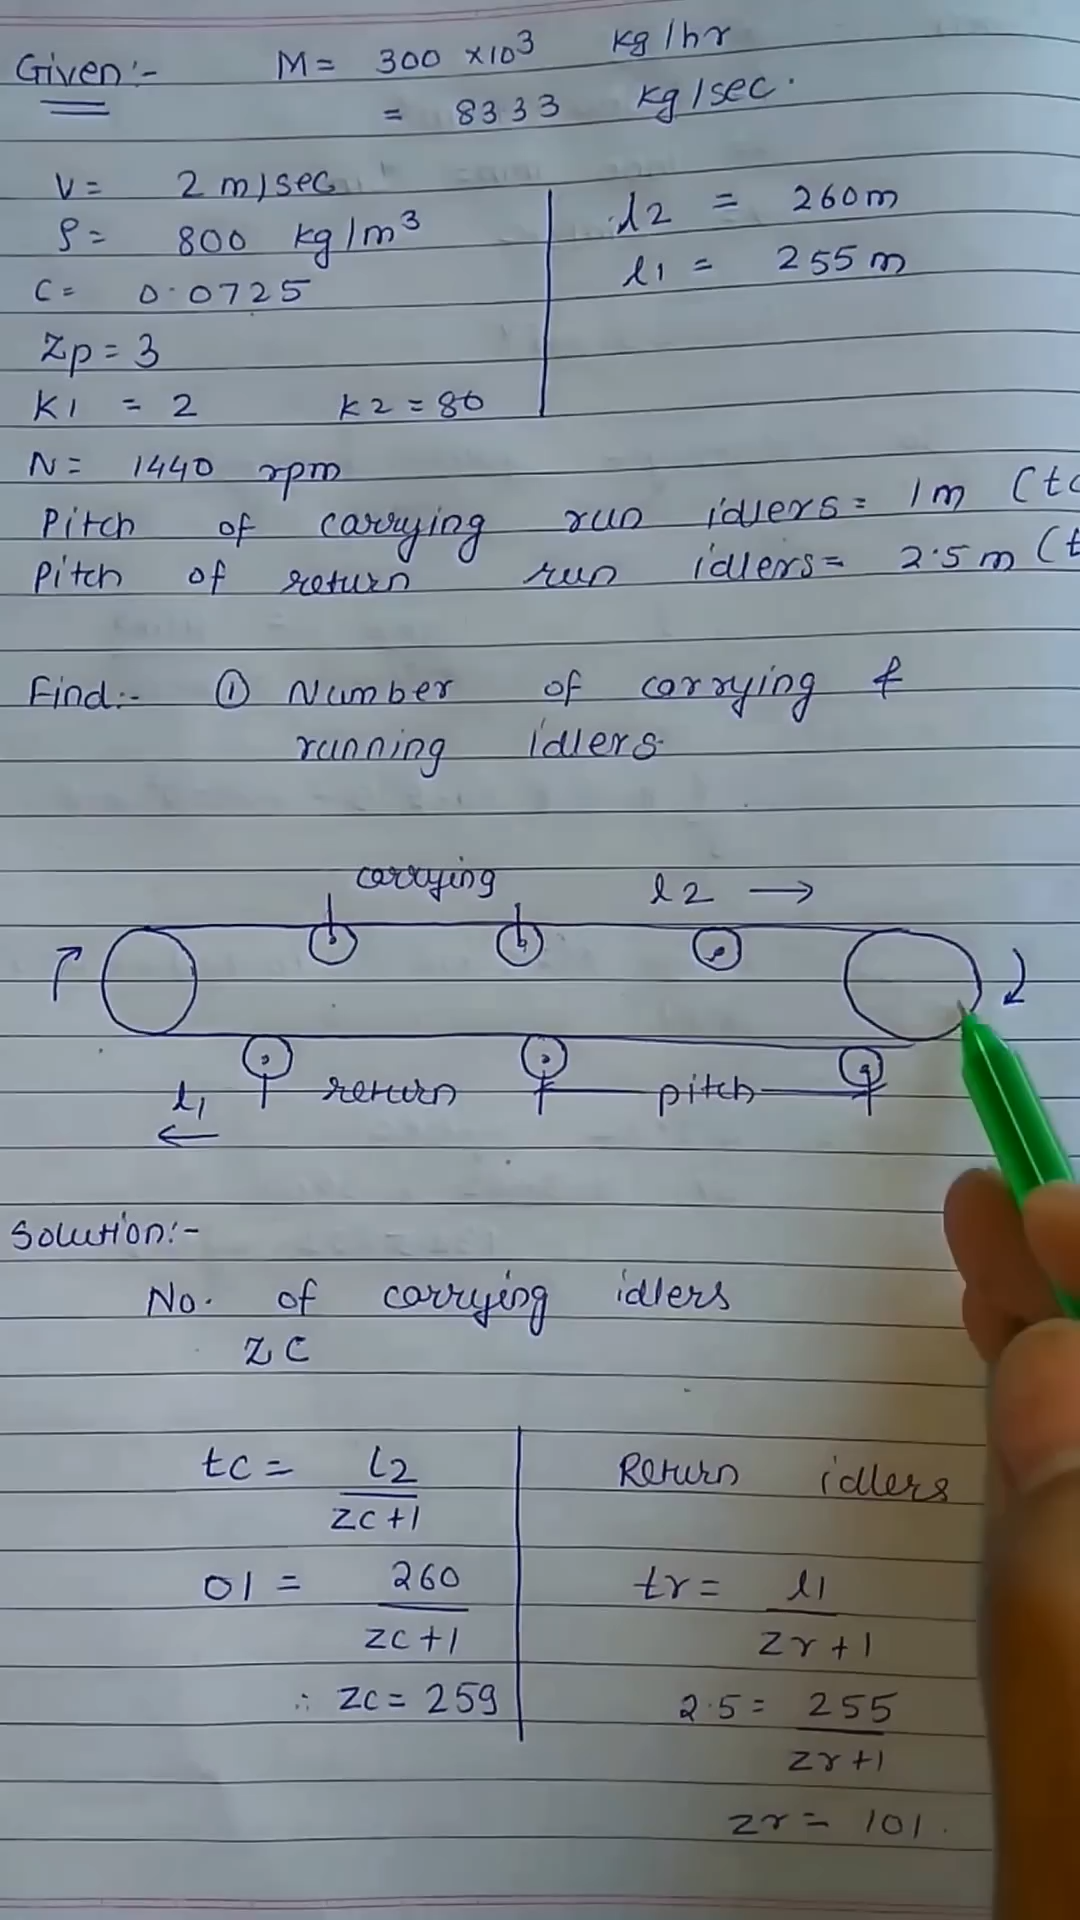 Given:- M = 300 ×10³ kg/hr
= 8333 kg/sec.
V = 2 m/sec
ρ = 800 kg/m³
C = 0.0725
Zp = 3
K1 = 2 K2 = 80
l2 = 260m
l1 = 255 m
N = 1440 rpm
Pitch of carrying run idlers = 1m (tc
Pitch of return run idlers = 2.5 m (t
Find:- ① Number of carrying &
running idlers
carrying l2 →
l1 return pitch
←
Solution:-
No. of carrying idlers
ZC
tc = l2
zc+1
01 = 260
zc+1
∴ zc = 259
Return idlers
tr = l1
zr+1
2.5 = 255
zr+1
zr = 101.